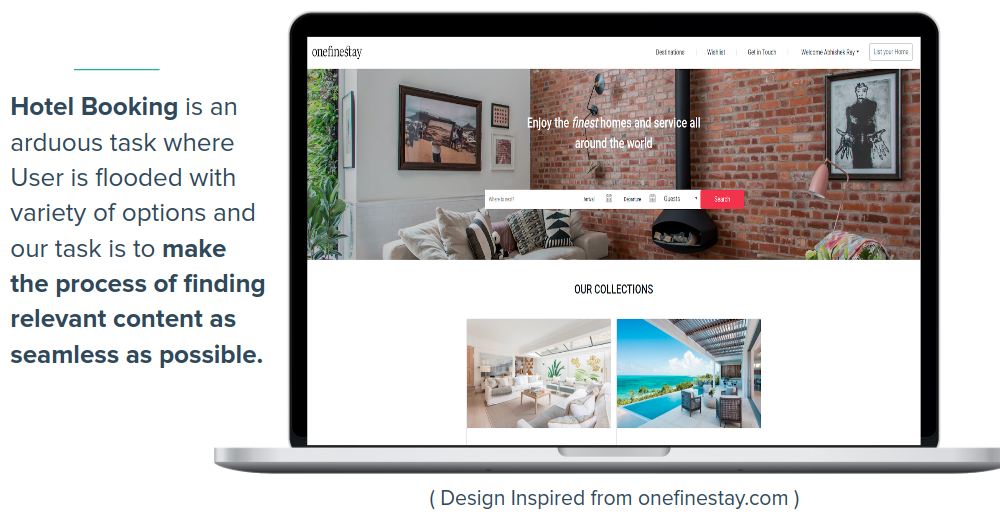 Hotel Booking is an
arduous task where
User is flooded with
variety of options and
our task is to make
the process of finding
relevant content as
seamless as possible.
onefinestay
Destinations
Wishlist
Get in Touch
Welcome Abhishek Ray
List your Home
Enjoy the finest homes and service all
around the world
Where to next?
Arrival
Departure
Guests
Search
OUR COLLECTIONS
( Design Inspired from onefinestay.com )